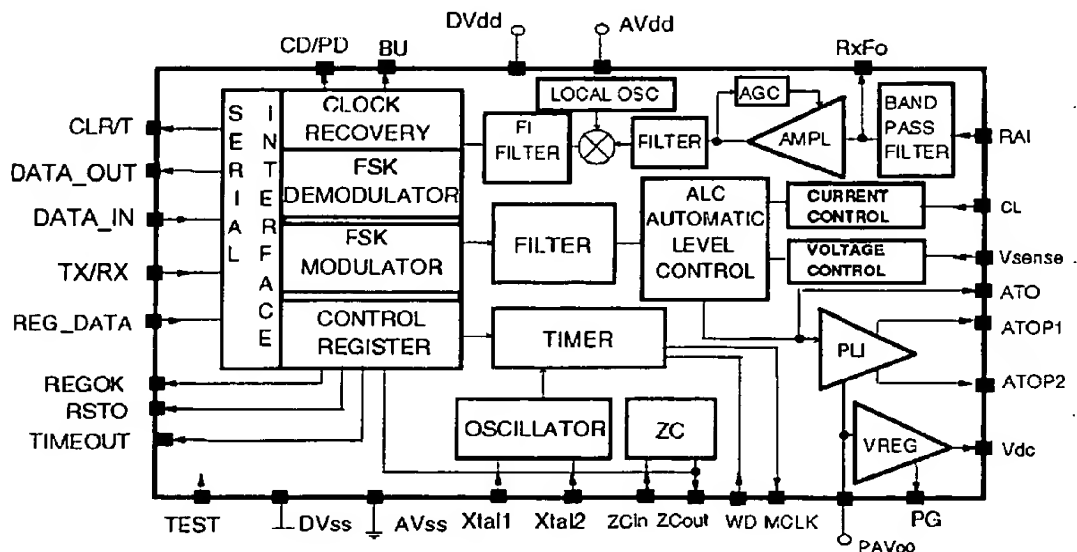 DVdd
AVdd
CD/PD
BU
RxFo
SERIAL
INTERFACE
CLOCK
RECOVERY
LOCAL OSC
AGC
BAND
PASS
FILTER
CLR/T
FI
FILTER
FILTER
AMPL
RAI
DATA_OUT
FSK
DEMODULATOR
ALC
AUTOMATIC
LEVEL
CONTROL
CURRENT
CONTROL
CL
DATA_IN
FSK
MODULATOR
FILTER
VOLTAGE
CONTROL
Vsense
TX/RX
ATO
REG_DATA
CONTROL
REGISTER
TIMER
PLI
ATOP1
ATOP2
REGOK
RSTO
TIMEOUT
OSCILLATOR
ZC
VREG
Vdc
TEST
DVss
AVss
Xtal1
Xtal2
ZCin
ZCout
WD
MCLK
PG